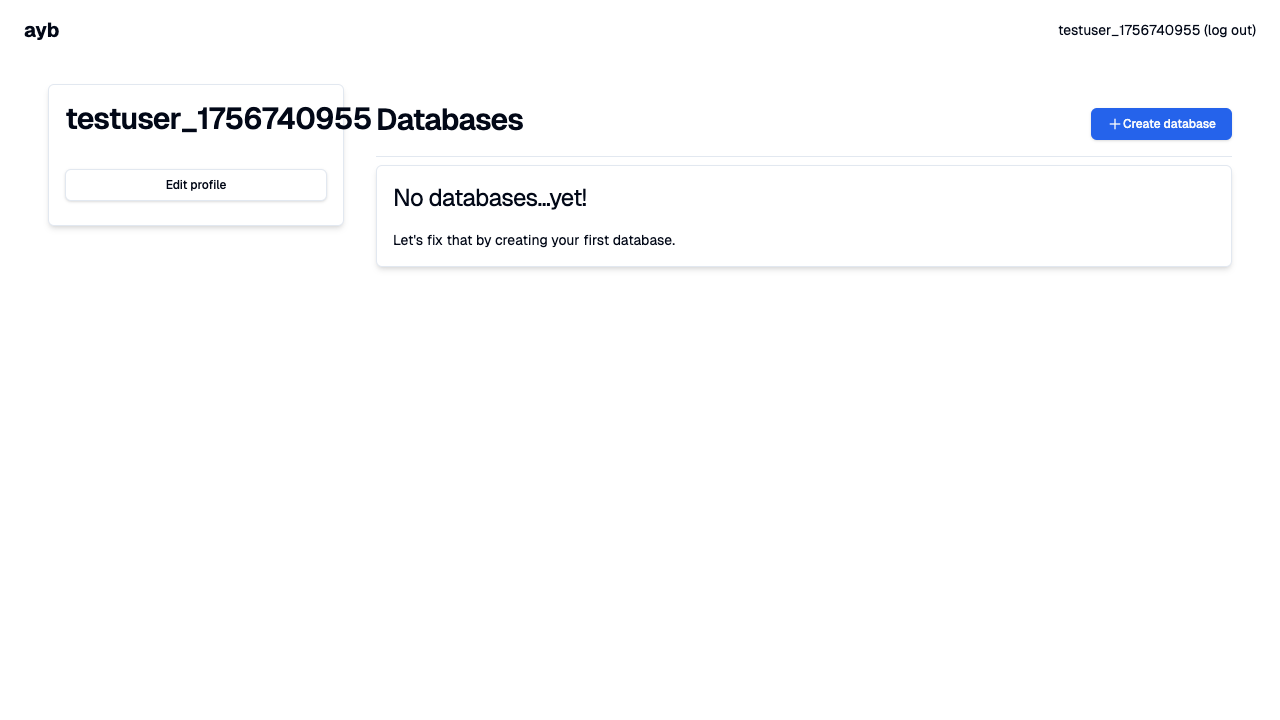 ayb
testuser_1756740955 (log out)
testuser_1756740955
Edit profile
Databases
Create database
No databases...yet!
Let's fix that by creating your first database.